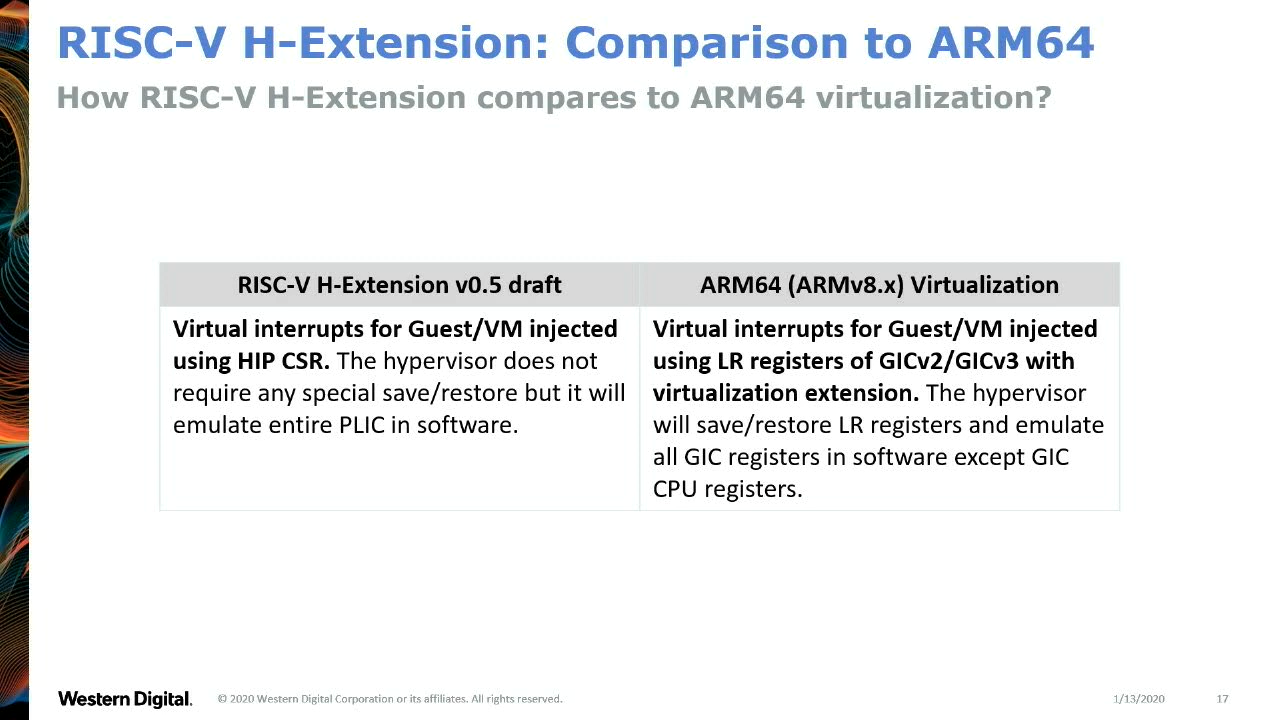 RISC-V H-Extension: Comparison to ARM64
How RISC-V H-Extension compares to ARM64 virtualization?
RISC-V H-Extension v0.5 draft
Virtual interrupts for Guest/VM injected
using HIP CSR. The hypervisor does not
require any special save/restore but it will
emulate entire PLIC in software.
ARM64 (ARMv8.x) Virtualization
Virtual interrupts for Guest/VM injected
using LR registers of GICv2/GICv3 with
virtualization extension. The hypervisor
will save/restore LR registers and emulate
all GIC registers in software except GIC
CPU registers.
Western Digital.
© 2020 Western Digital Corporation or its affiliates. All rights reserved.
1/13/2020
17